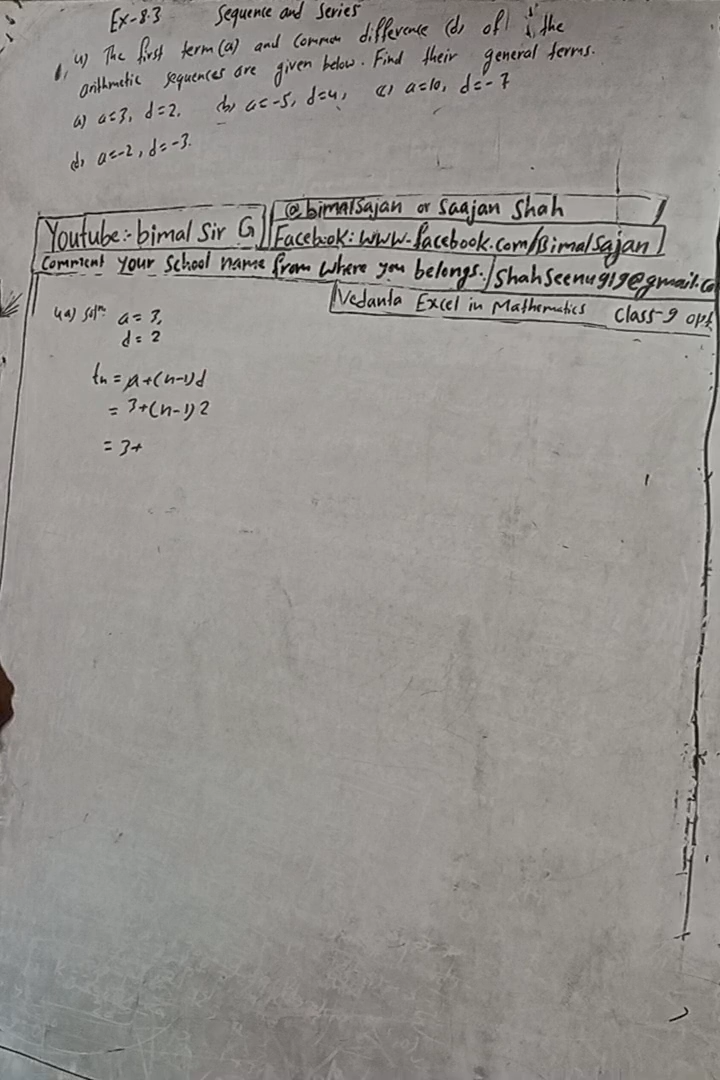 Ex-8.3 Sequence and Series
4) The first term (a) and common difference (d) of the
arithmetic sequences are given below. Find their general terms.
a) a=3, d=2. b) a=-5, d=4, c) a=10, d=-7
d) a=-2, d=-3.
@bimalsajan or Saajan Shah
Youtube:- bimal Sir G
Facebook: www.facebook.com/Bimalsajan
Comment your School name from where you belongs. Shahseenu919@gmail.co
Vedanta Excel in Mathematics Class-9 opt
4a) Solⁿ: a = 3,
d = 2
tn = a+(n-1)d
= 3+(n-1)2
= 3+